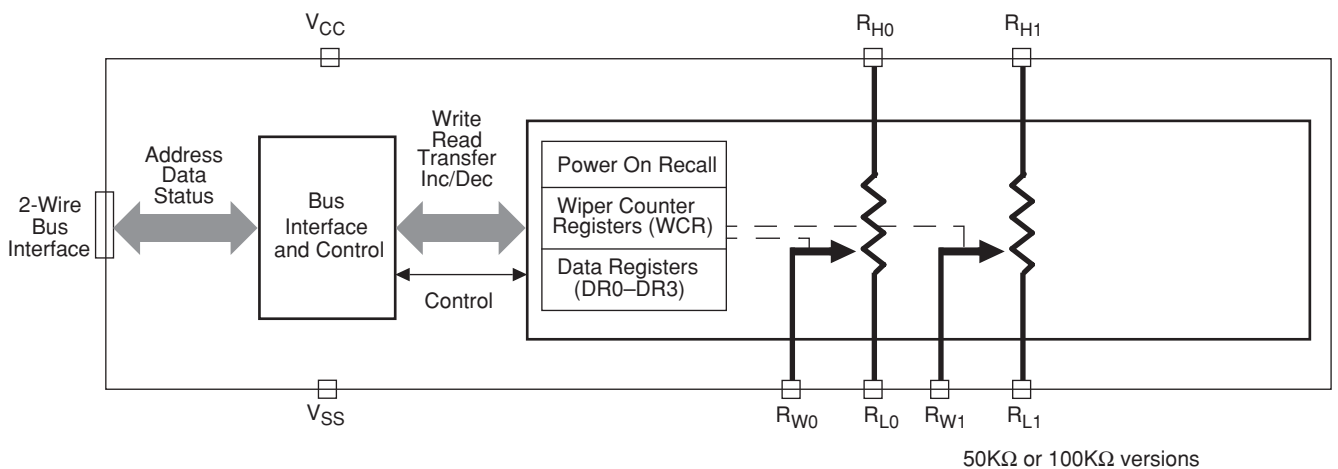 VCC
RH0
RH1
Write
Read
Transfer
Inc/Dec
Address
Data
Status
2-Wire
Bus
Interface
Bus
Interface
and Control
Power On Recall
Wiper Counter
Registers (WCR)
Data Registers
(DR0–DR3)
Control
VSS
RW0
RL0
RW1
RL1
50KΩ or 100KΩ versions